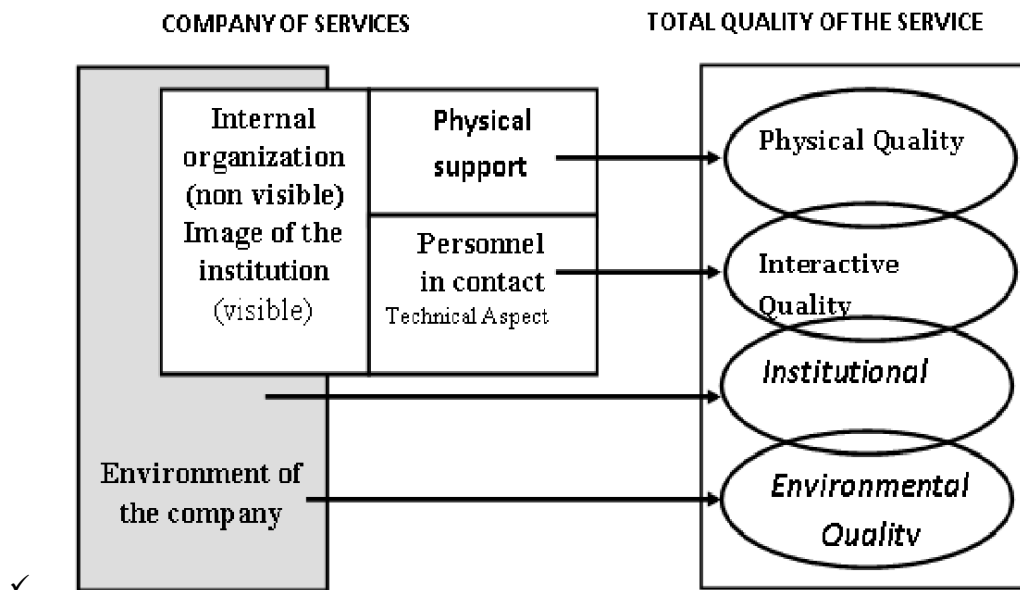 COMPANY OF SERVICES
TOTAL QUALITY OF THE SERVICE
Internal
organization
(non visible)
Image of the
institution
(visible)
Physical
support
Personnel
in contact
Technical Aspect
Environment of
the company
Physical Quality
Interactive
Quality
Institutional
Environmental
Quality
✓